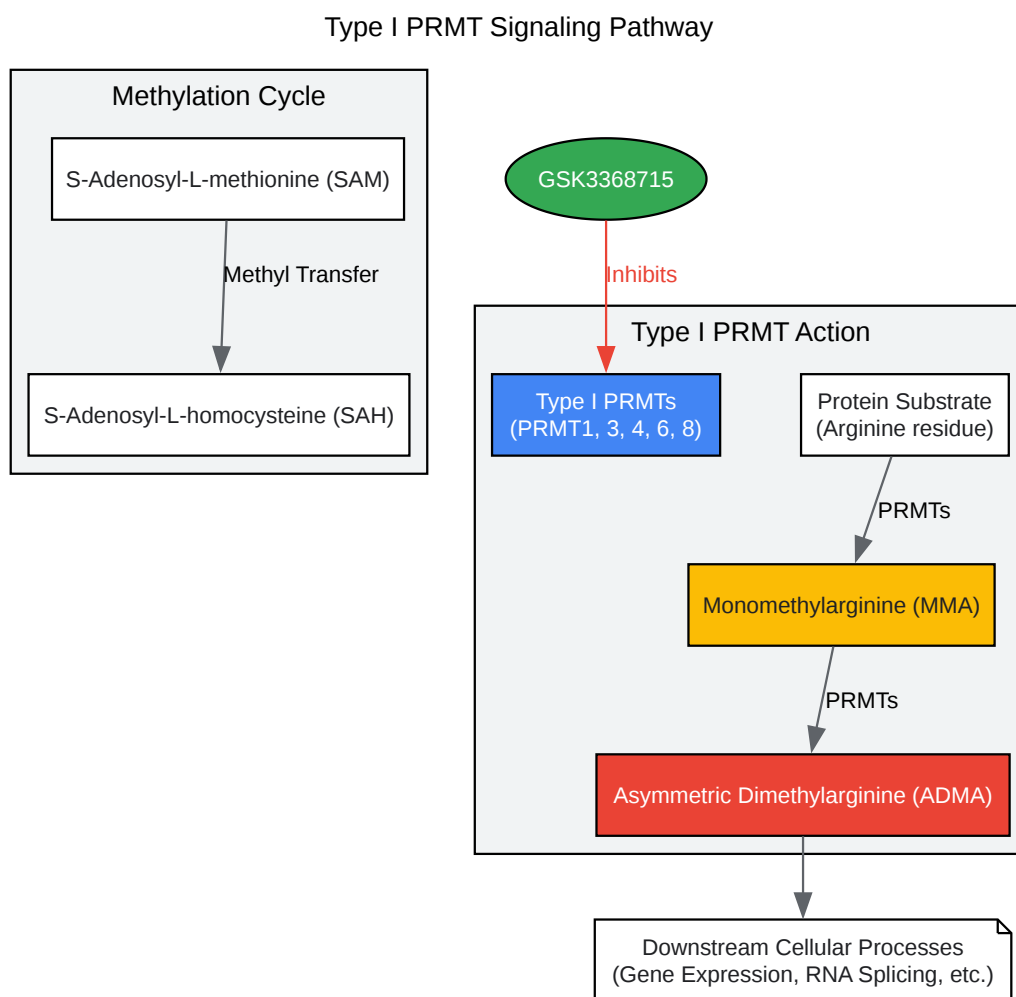 Type I PRMT Signaling Pathway
Methylation Cycle
S-Adenosyl-L-methionine (SAM)
Methyl Transfer
S-Adenosyl-L-homocysteine (SAH)
GSK3368715
Inhibits
Type I PRMT Action
Type I PRMTs
(PRMT1, 3, 4, 6, 8)
Protein Substrate
(Arginine residue)
PRMTs
Monomethylarginine (MMA)
PRMTs
Asymmetric Dimethylarginine (ADMA)
Downstream Cellular Processes
(Gene Expression, RNA Splicing, etc.)